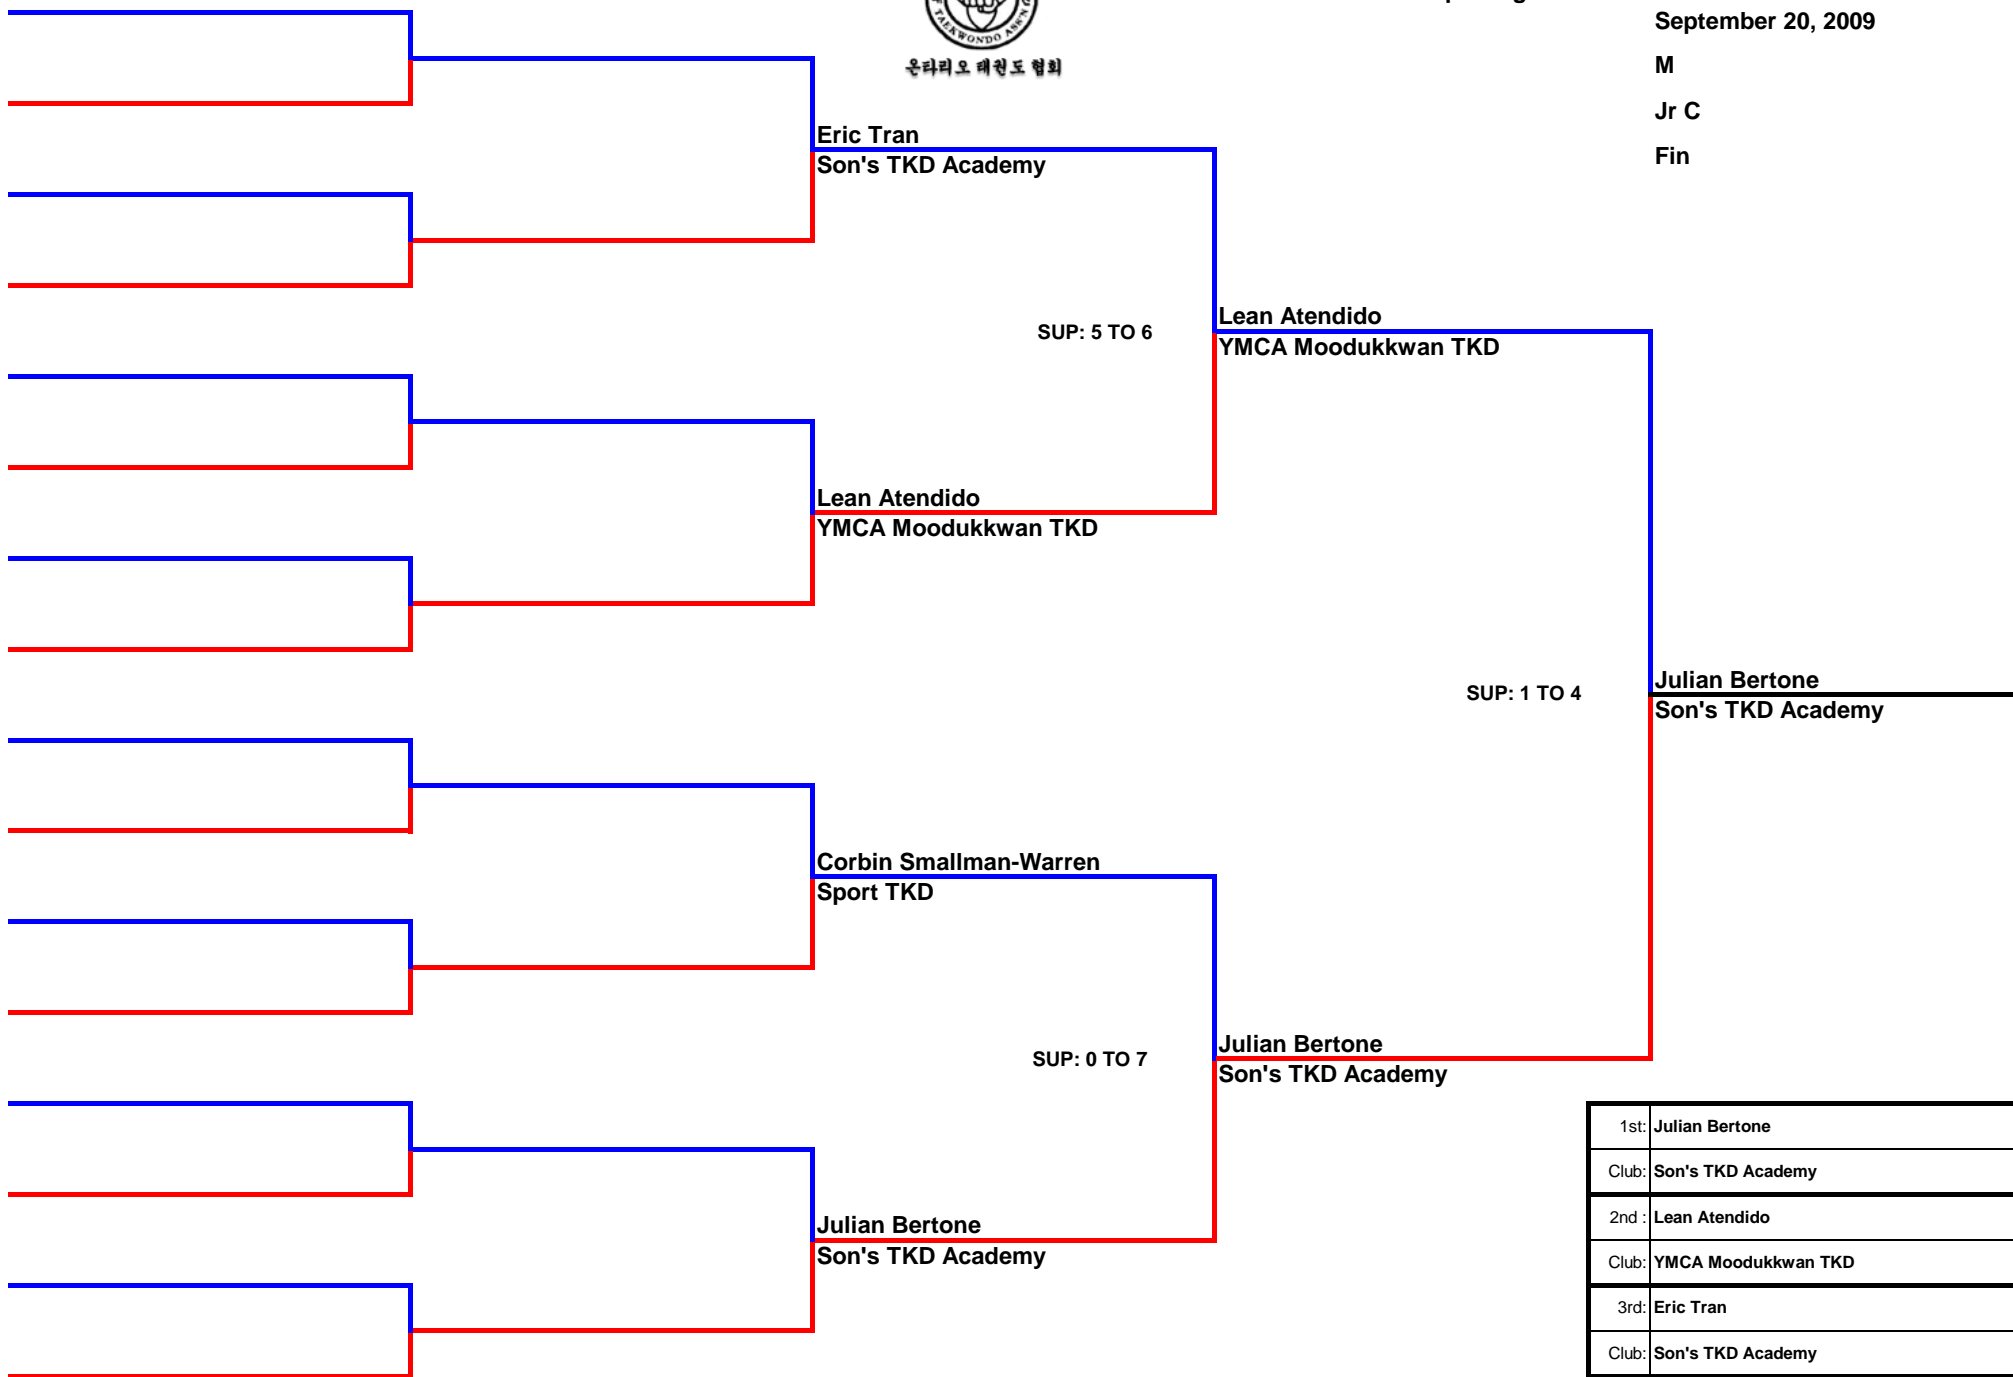 September 20, 2009
TAEKWONDO ASS'N
온타리오 태권도 협회
M
Jr C
Fin
Eric Tran
Son's TKD Academy
SUP: 5 TO 6
Lean Atendido
YMCA Moodukkwan TKD
Lean Atendido
YMCA Moodukkwan TKD
SUP: 1 TO 4
Julian Bertone
Son's TKD Academy
Corbin Smallman-Warren
Sport TKD
SUP: 0 TO 7
Julian Bertone
Son's TKD Academy
Julian Bertone
Son's TKD Academy
1st: Julian Bertone
Club: Son's TKD Academy
2nd : Lean Atendido
Club: YMCA Moodukkwan TKD
3rd: Eric Tran
Club: Son's TKD Academy